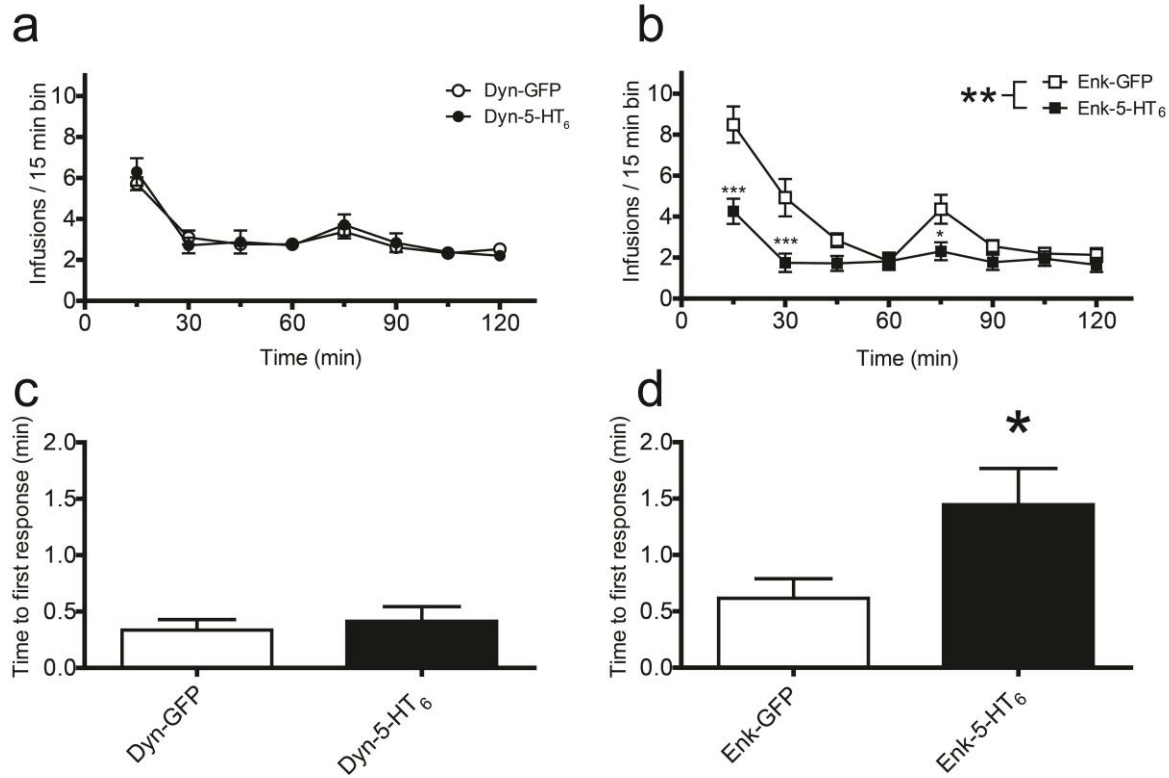 a
Infusions / 15 min bin
10
8
6
4
2
0
0 30 60 90 120
Time (min)
Dyn-GFP
Dyn-5-HT₆
b
Infusions / 15 min bin
10
8
6
4
2
0
0 30 60 90 120
Time (min)
** Enk-GFP
Enk-5-HT₆
***
***
*
c
Time to first response (min)
2.0
1.5
1.0
0.5
0.0
Dyn-GFP
Dyn-5-HT₆
d
Time to first response (min)
2.0
1.5
1.0
0.5
0.0
*
Enk-GFP
Enk-5-HT₆